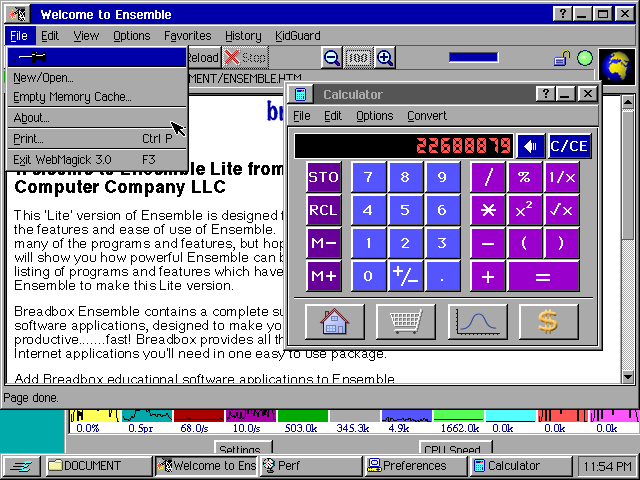 Welcome to Ensemble
File Edit View Options Favorites History KidGuard
Reload Stop 100
MENT/ENSEMBLE.HTM
New/Open...
Empty Memory Cache...
About...
Print... Ctrl P
Exit WebMagick 3.0 F3
Welcome to Ensemble Lite from
Computer Company LLC
This 'Lite' version of Ensemble is designed
the features and ease of use of Ensemble.
many of the programs and features, but hop
will show you how powerful Ensemble can b
listing of programs and features which have
Ensemble to make this Lite version.
Breadbox Ensemble contains a complete su
software applications, designed to make yo
productive.......fast! Breadbox provides all th
Internet applications you'll need in one easy to use package.
Add Breadbox educational software applications to Ensemble
Page done.
Calculator
File Edit Options Convert
22688879
C/CE
STO 7 8 9 / % 1/x
RCL 4 5 6 * x² √x
M− 1 2 3 − ( )
M+ 0 +/− . + =
$
0.0% 0.5pr 68.0/s 10.0/s 503.0k 345.3k 4.9k 1662.0k 0.0k 0.0k 0.0k
Settings CPU Speed
DOCUMENT Welcome to Ens Perf Preferences Calculator 11:54 PM